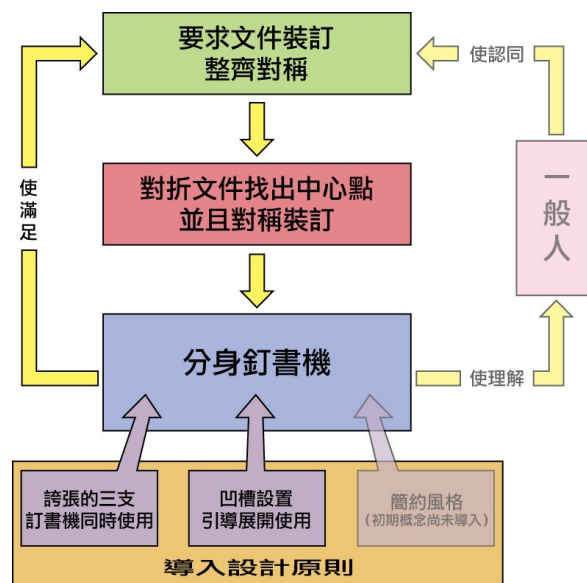 要求文件裝訂
整齊對稱
使認同
對折文件找出中心點
並且對稱裝訂
使滿足
一般人
分身釘書機
使理解
誇張的三支
訂書機同時使用
凹槽設置
引導展開使用
簡約風格
(初期概念尚未導入)
導入設計原則